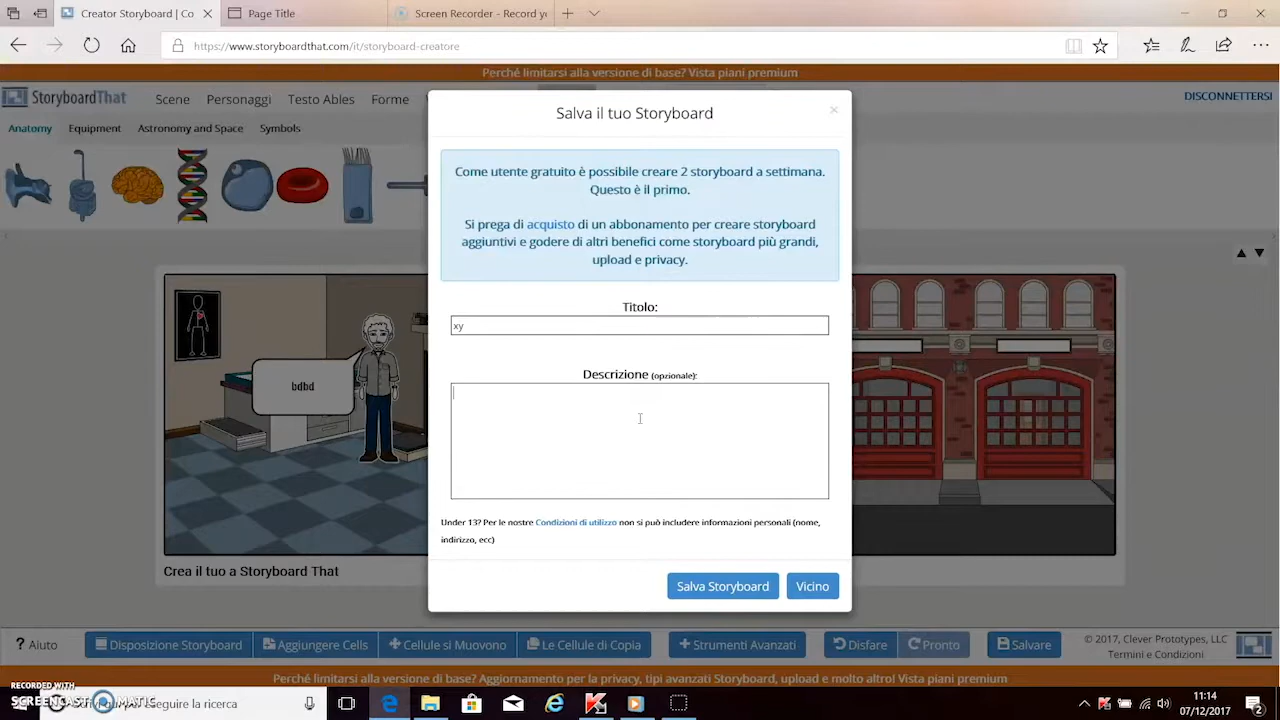 Creator Storyboard | Co
Page Title
Screen Recorder - Record yo
https://www.storyboardthat.com/it/storyboard-creatore
Perché limitarsi alla versione di base? Vista piani premium
StoryboardThat
Scene
Personaggi
Testo Ables
Forme
DISCONNETTERSI
Anatomy
Equipment
Astronomy and Space
Symbols
Salva il tuo Storyboard
×
Come utente gratuito è possibile creare 2 storyboard a settimana.
Questo è il primo.
Si prega di acquisto di un abbonamento per creare storyboard
aggiuntivi e godere di altri benefici come storyboard più grandi,
upload e privacy.
Titolo:
xy
Descrizione (opzionale):
bdbd
Under 13? Per le nostre Condizioni di utilizzo non si può includere informazioni personali (nome,
indirizzo, ecc)
Crea il tuo a Storyboard That
Salva Storyboard
Vicino
? Aiuto
Disposizione Storyboard
Aggiungere Cells
Cellule si Muovono
Le Cellule di Copia
Strumenti Avanzati
Disfare
Pronto
Salvare
© 2017, Clever Prototypes, LLC
Termini e Condizioni
Perché limitarsi alla versione di base? Aggiornamento per la privacy, tipi avanzati Storyboard, upload e molto altro! Vista piani premium
RECORDED WITH
SCREENCAST MATIC
eguire la ricerca
11:14
07/12/2017
2